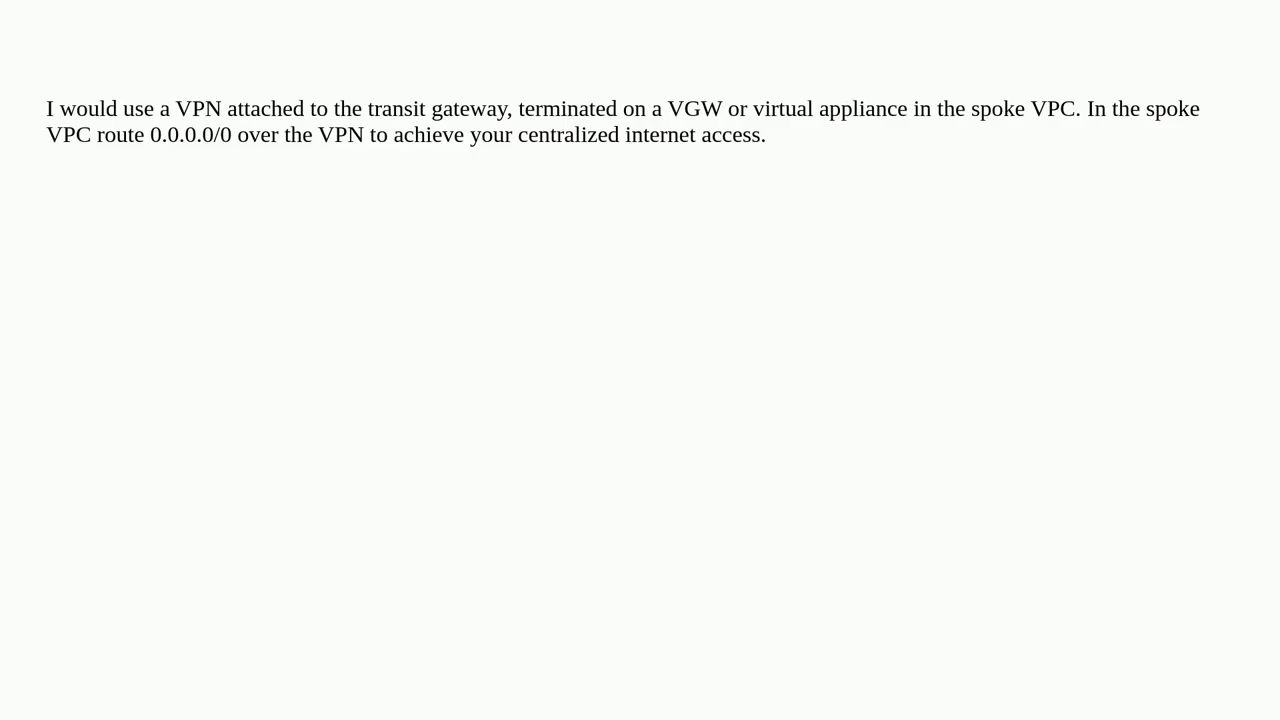 I would use a VPN attached to the transit gateway, terminated on a VGW or virtual appliance in the spoke VPC. In the spoke
VPC route 0.0.0.0/0 over the VPN to achieve your centralized internet access.